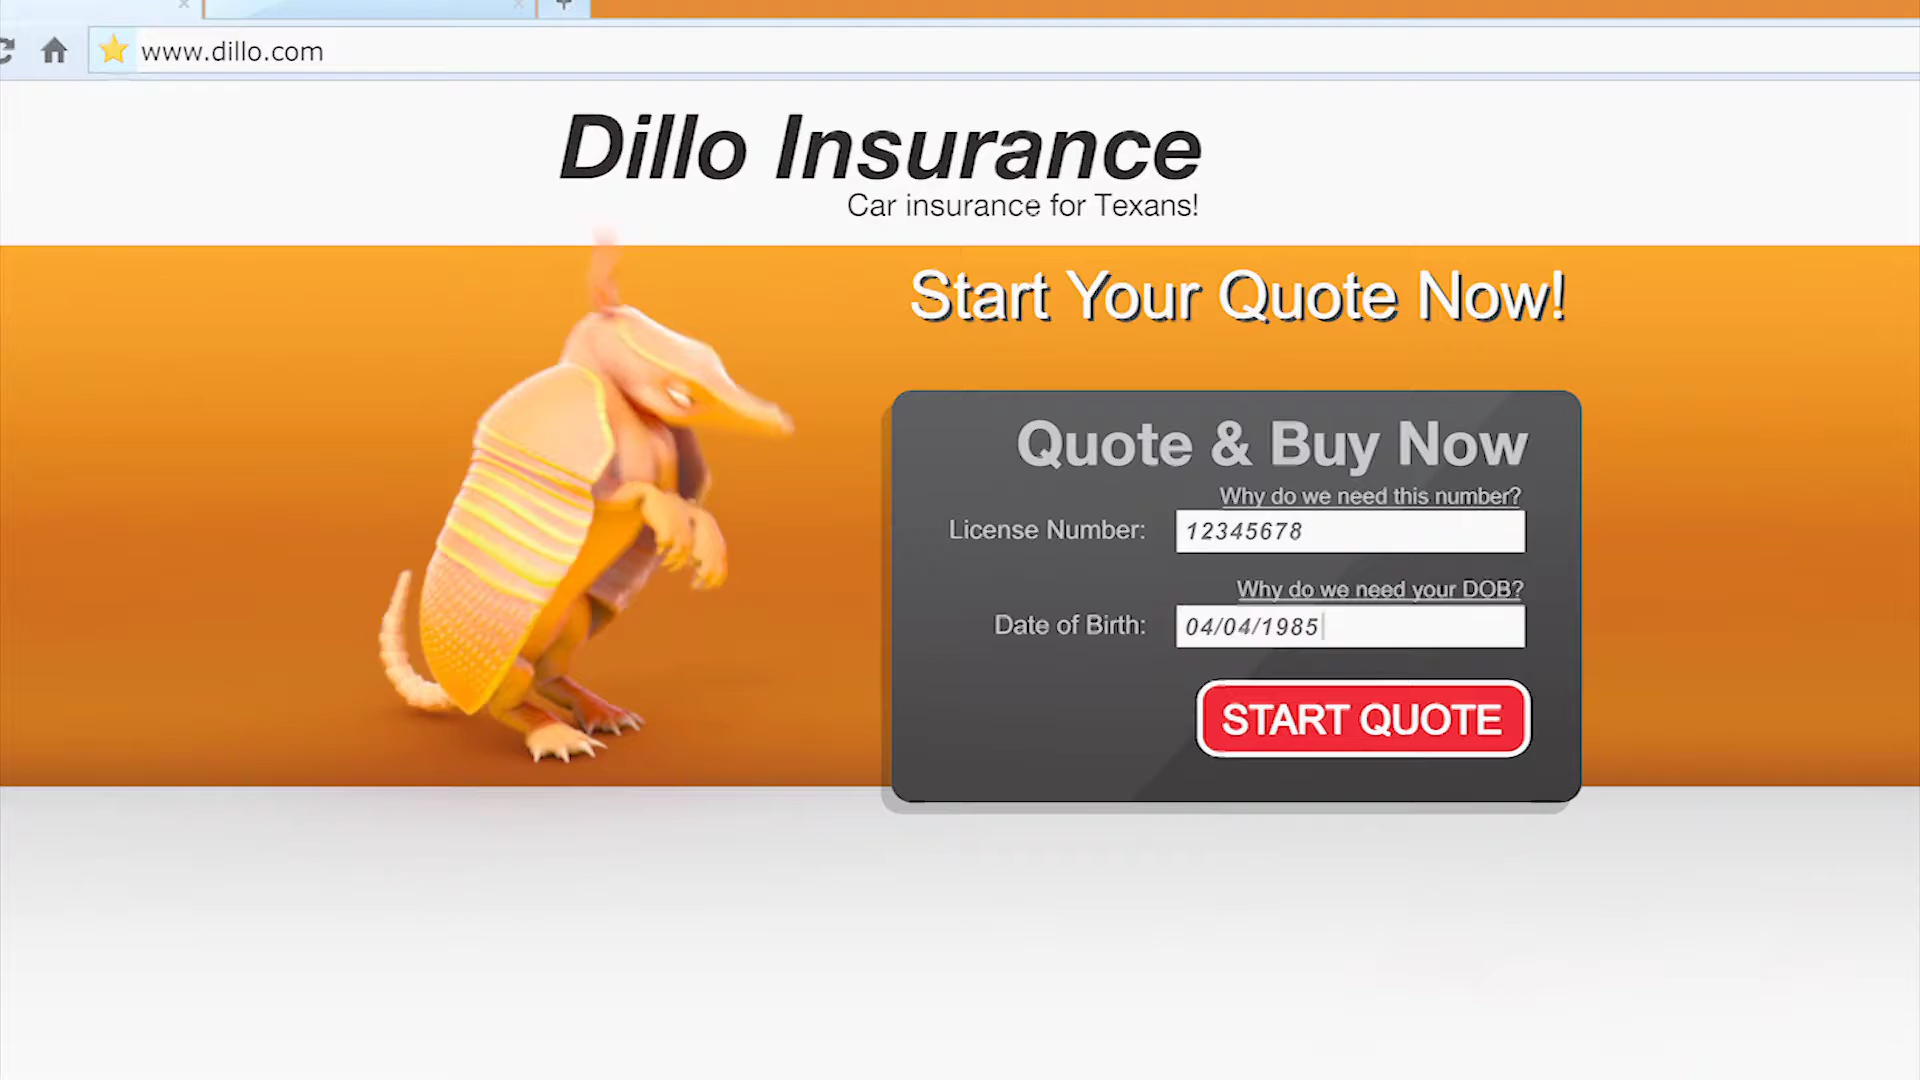 www.dillo.com
Dillo Insurance
Car insurance for Texans!
Start Your Quote Now!
Quote & Buy Now
Why do we need this number?
License Number: 12345678
Why do we need your DOB?
Date of Birth: 04/04/1985
START QUOTE